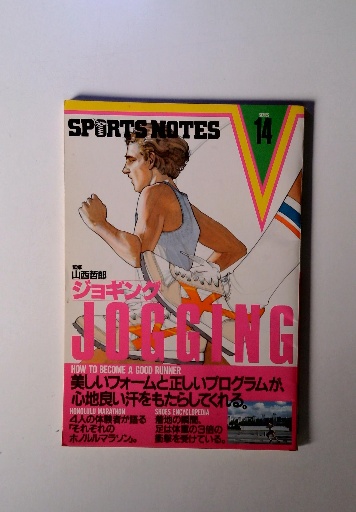 SPORTS NOTES
SERIES
14
監修
山西哲郎
ジョギング
JOGGING
HOW TO BECOME A GOOD RUNNER
美しいフォームと正しいプログラムが、
心地良い汗をもたらしてくれる。
HONOLULU MARATHON
4人の体験者が語る
「それぞれの
ホノルルマラソン」。
SHOES ENCYCLOPEDIA
着地の瞬間、
足は体重の3倍の
衝撃を受けている。